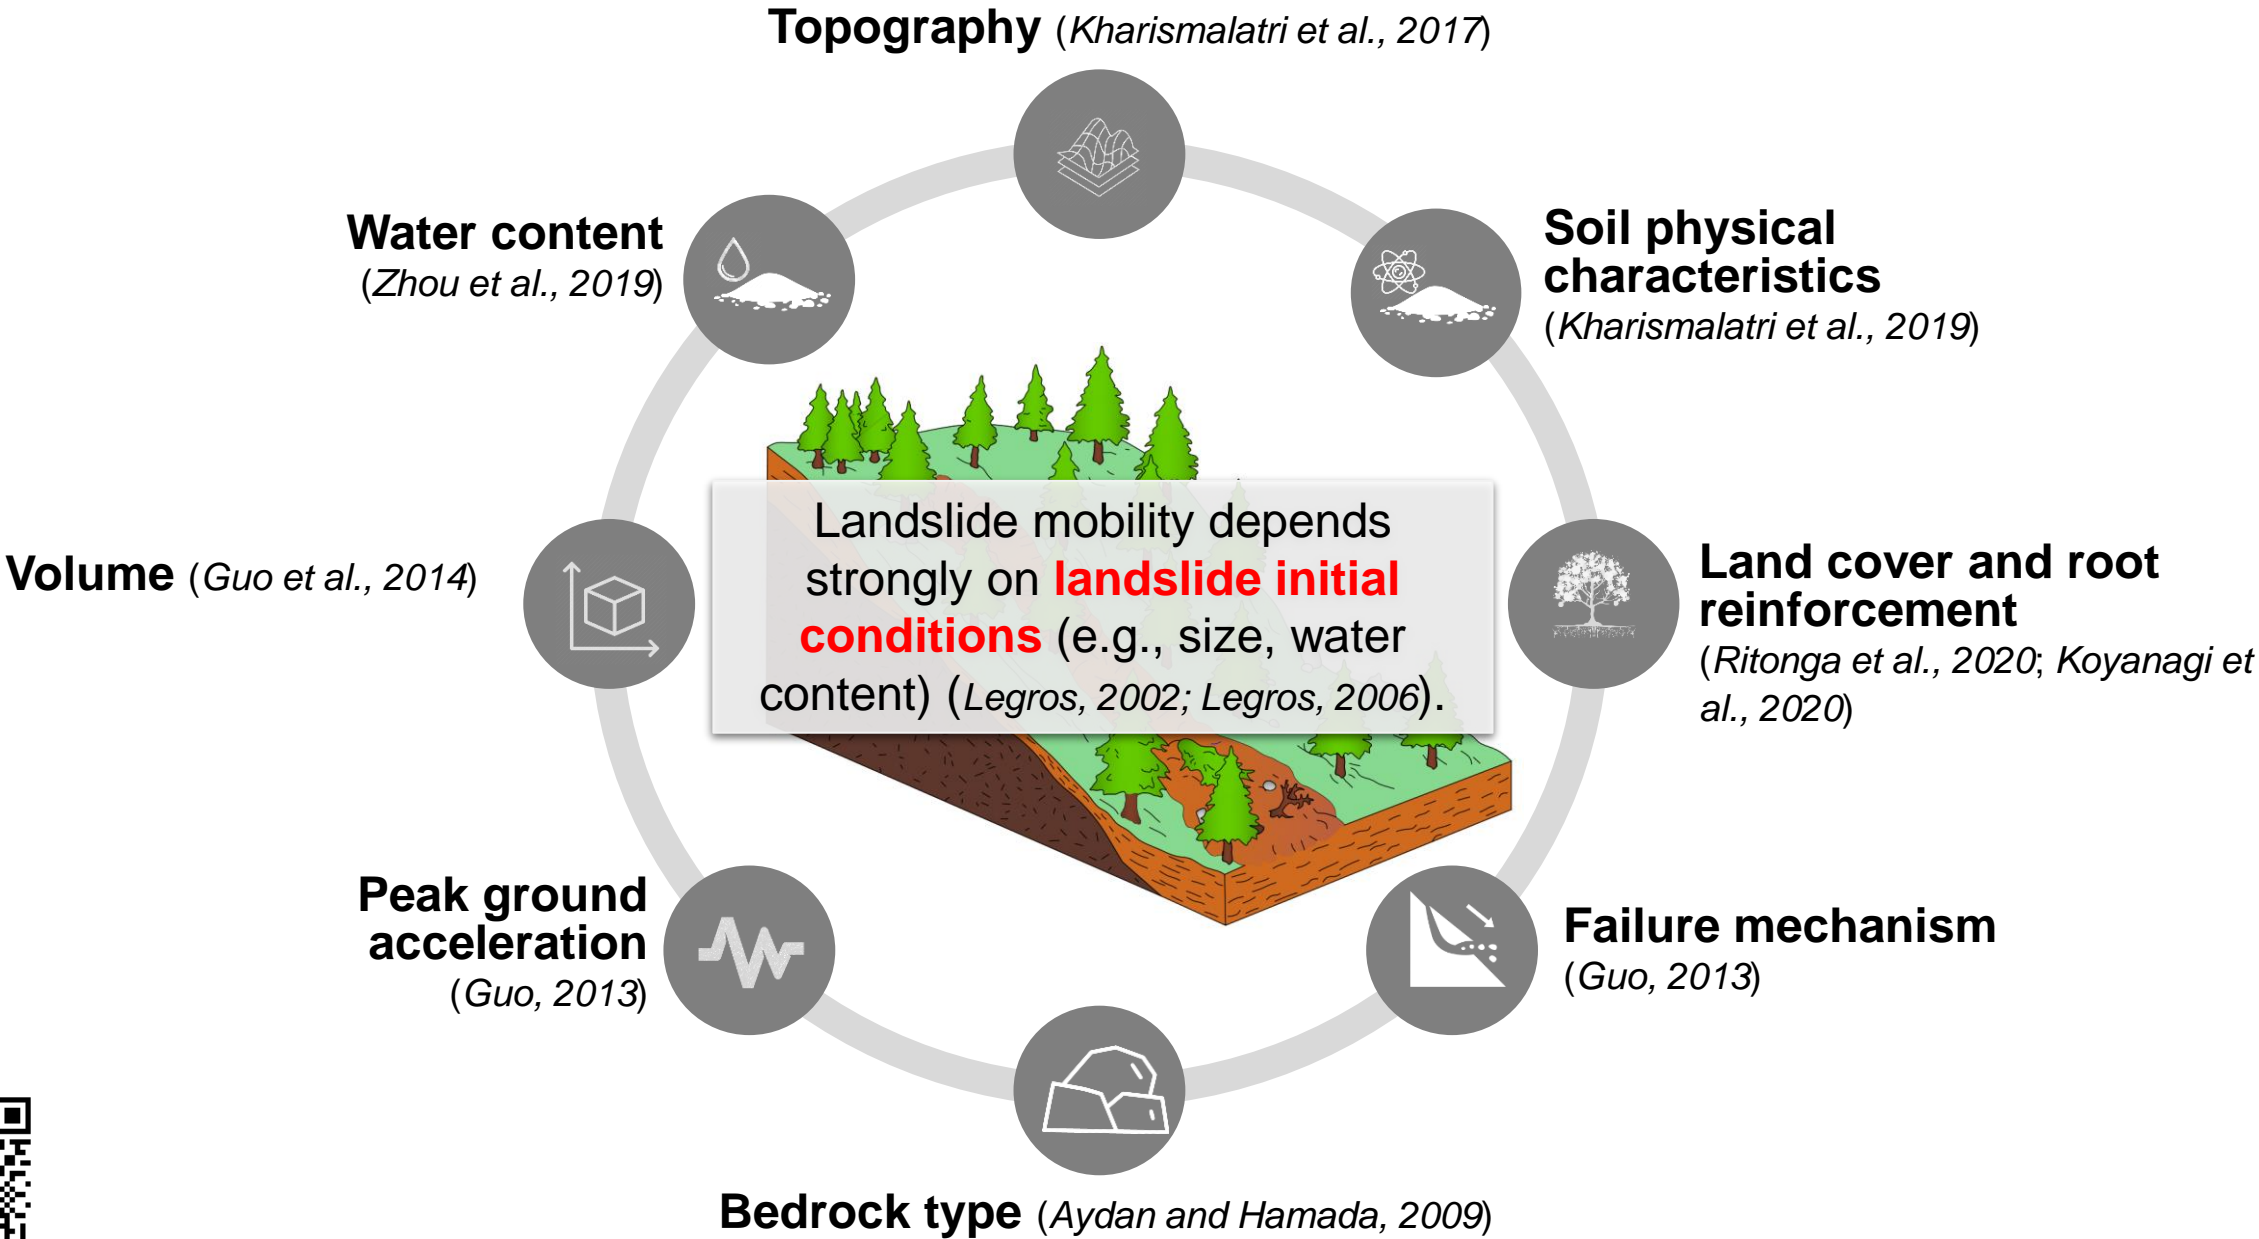 Topography (Kharismalatri et al., 2017)
Water content
(Zhou et al., 2019)
Soil physical
characteristics
(Kharismalatri et al., 2019)
Landslide mobility depends
strongly on landslide initial
conditions (e.g., size, water
content) (Legros, 2002; Legros, 2006).
Volume (Guo et al., 2014)
Land cover and root
reinforcement
(Ritonga et al., 2020; Koyanagi et
al., 2020)
Peak ground
acceleration
(Guo, 2013)
Failure mechanism
(Guo, 2013)
Bedrock type (Aydan and Hamada, 2009)